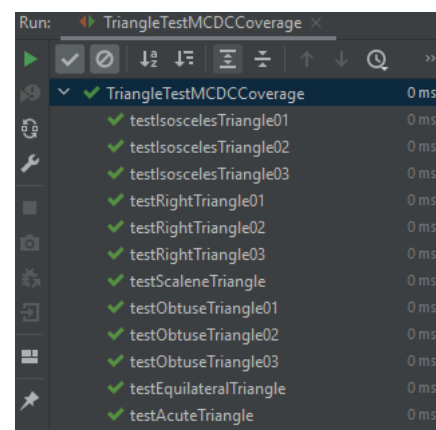 Run: TriangleTestMCDCCoverage
TriangleTestMCDCCoverage 0 ms
testIsoscelesTriangle01 0 ms
testIsoscelesTriangle02 0 ms
testIsoscelesTriangle03 0 ms
testRightTriangle01 0 ms
testRightTriangle02 0 ms
testRightTriangle03 0 ms
testScaleneTriangle 0 ms
testObtuseTriangle01 0 ms
testObtuseTriangle02 0 ms
testObtuseTriangle03 0 ms
testEquilateralTriangle 0 ms
testAcuteTriangle 0 ms